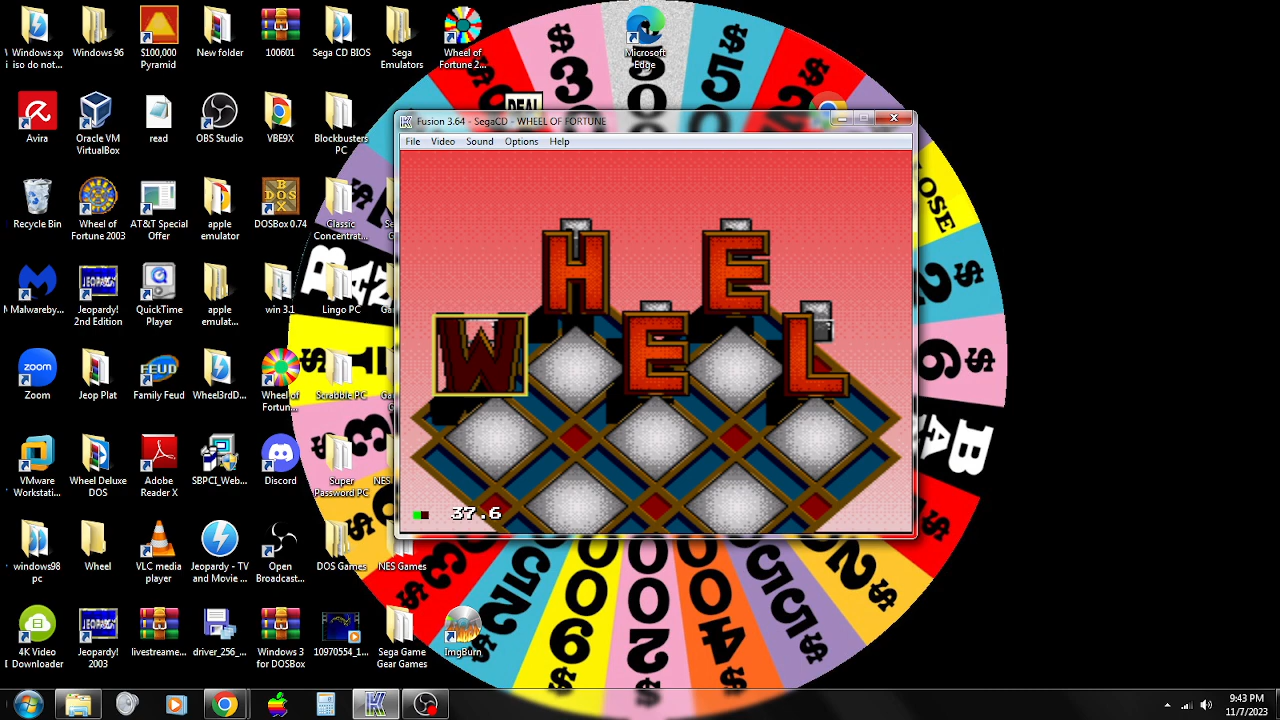 Windows xp
iso do not...
Windows 96
$100,000
Pyramid
New folder
100601
Sega CD BIOS
Sega
Emulators
Wheel of
Fortune 2...
Microsoft
Edge
DEAL
Avira
Oracle VM
VirtualBox
read
OBS Studio
VBE9X
Blockbusters
PC
Fusion 3.64 - SegaCD - WHEEL OF FORTUNE
File Video Sound Options Help
Recycle Bin
Wheel of
Fortune 2003
AT&T Special
Offer
apple
emulator
DOSBox 0.74
Classic
Concentrat...
H E
W E L
37.6
Malwareby...
Jeopardy!
2nd Edition
QuickTime
Player
apple
emulat...
win 3.1
Lingo PC
Zoom
Jeop Plat
Family Feud
Wheel3rdD...
Wheel of
Fortun...
Scrabble PC
VMware
Workstati...
Wheel Deluxe
DOS
Adobe
Reader X
SBPCI_Web...
Discord
Super
Password PC
windows98
pc
Wheel
VLC media
player
Jeopardy - TV
and Movie ...
Open
Broadcast...
DOS Games
NES Games
4K Video
Downloader
Jeopardy!
2003
livestreame...
driver_256_...
Windows 3
for DOSBox
10970554_1...
Sega Game
Gear Games
ImgBurn
9:43 PM
11/7/2023